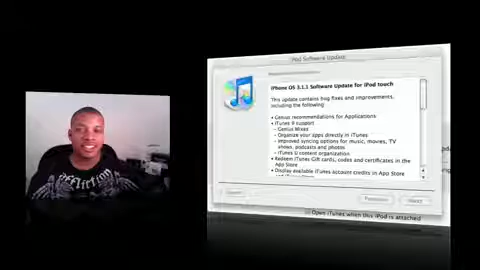 iPod Software Update
iPhone OS 3.1.1 Software Update for iPod touch
This update contains bug fixes and improvements,
including the following
• Genius recommendations for Applications
• iTunes 9 support
- Genius Mixes
- Organize your apps directly in iTunes
- Improved syncing options for music, movies, TV
shows, podcasts and photos
- iTunes U content organization
• Redeem iTunes Gift cards, codes and certificates in the
App Store
• Display available iTunes account credits in App Store
Open iTunes when this iPod is attached